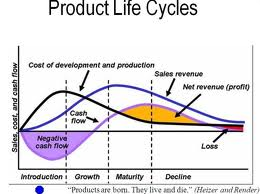 Product Life Cycles
Sales, cost, and cash flow
Cost of development and production
Sales revenue
Net revenue (profit)
Cash
flow
Negative
cash flow
Loss
Introduction
Growth
Maturity
Decline
“Products are born. They live and die.” (Heizer and Render)